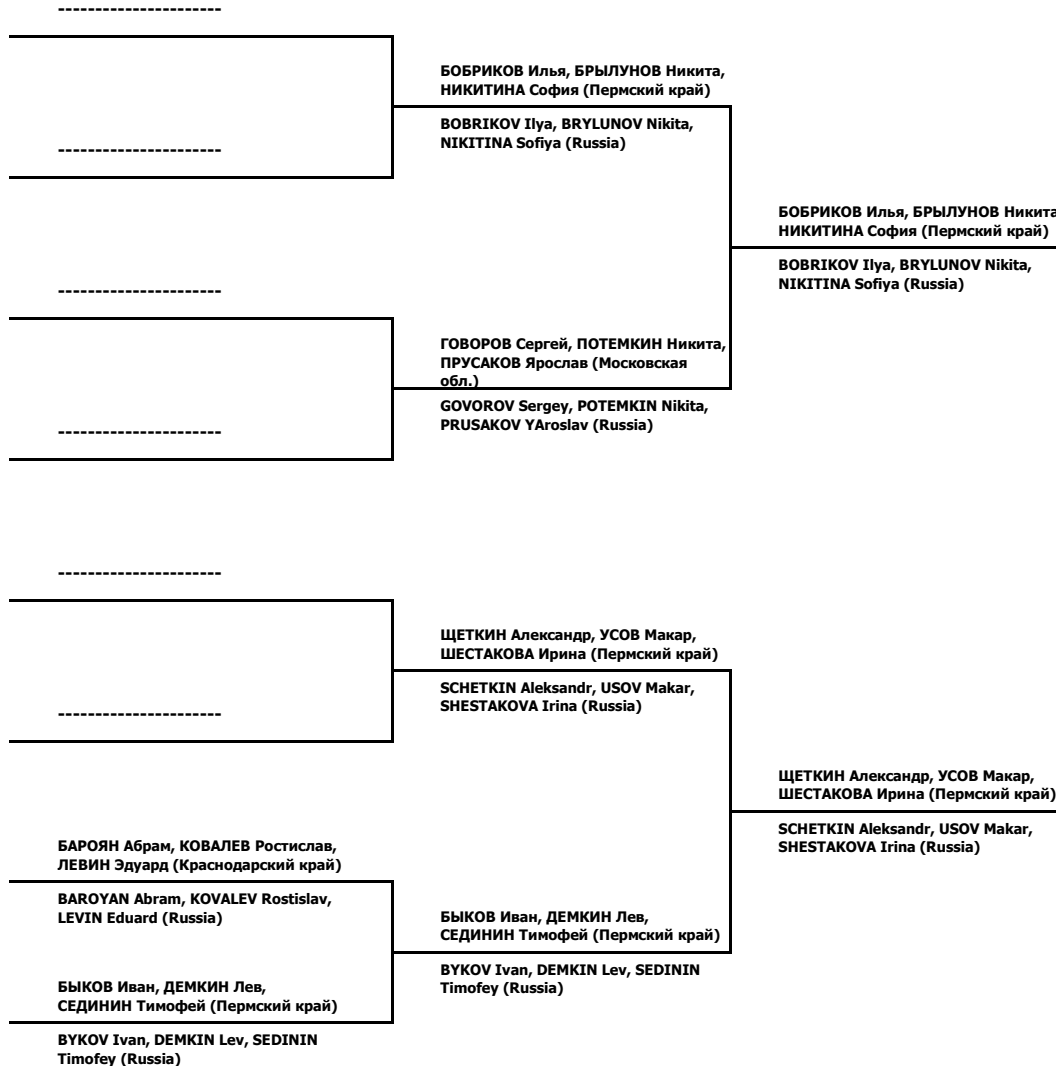 ----------------------
БОБРИКОВ Илья, БРЫЛУНОВ Никита,
НИКИТИНА София (Пермский край)
BOBRIKOV Ilya, BRYLUNOV Nikita,
NIKITINA Sofiya (Russia)
----------------------
БОБРИКОВ Илья, БРЫЛУНОВ Никита
НИКИТИНА София (Пермский край)
BOBRIKOV Ilya, BRYLUNOV Nikita,
NIKITINA Sofiya (Russia)
----------------------
ГОВОРОВ Сергей, ПОТЕМКИН Никита,
ПРУСАКОВ Ярослав (Московская
обл.)
GOVOROV Sergey, POTEMKIN Nikita,
PRUSAKOV YAroslav (Russia)
----------------------
----------------------
ЩЕТКИН Александр, УСОВ Макар,
ШЕСТАКОВА Ирина (Пермский край)
SCHETKIN Aleksandr, USOV Makar,
SHESTAKOVA Irina (Russia)
----------------------
ЩЕТКИН Александр, УСОВ Макар,
ШЕСТАКОВА Ирина (Пермский край)
SCHETKIN Aleksandr, USOV Makar,
SHESTAKOVA Irina (Russia)
БАРОЯН Абрам, КОВАЛЕВ Ростислав,
ЛЕВИН Эдуард (Краснодарский край)
BAROYAN Abram, KOVALEV Rostislav,
LEVIN Eduard (Russia)
БЫКОВ Иван, ДЕМКИН Лев,
СЕДИНИН Тимофей (Пермский край)
BYKOV Ivan, DEMKIN Lev, SEDININ
Timofey (Russia)
БЫКОВ Иван, ДЕМКИН Лев,
СЕДИНИН Тимофей (Пермский край)
BYKOV Ivan, DEMKIN Lev, SEDININ
Timofey (Russia)